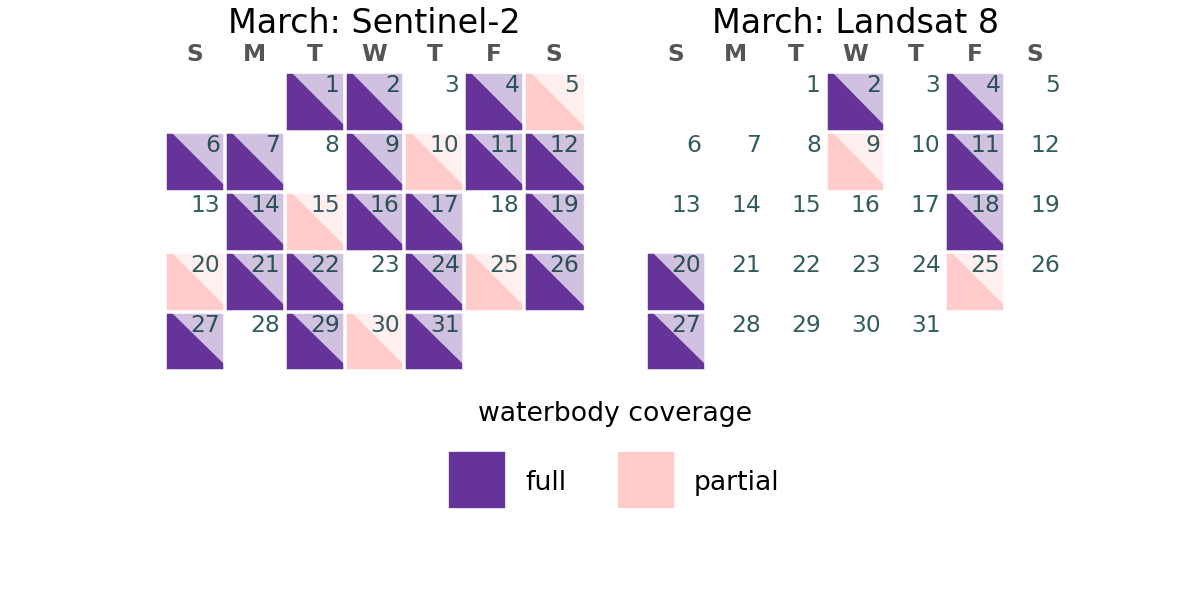 March: Sentinel-2
S M T W T F S
1 2 3 4 5
6 7 8 9 10 11 12
13 14 15 16 17 18 19
20 21 22 23 24 25 26
27 28 29 30 31
March: Landsat 8
S M T W T F S
1 2 3 4 5
6 7 8 9 10 11 12
13 14 15 16 17 18 19
20 21 22 23 24 25 26
27 28 29 30 31
waterbody coverage
full
partial